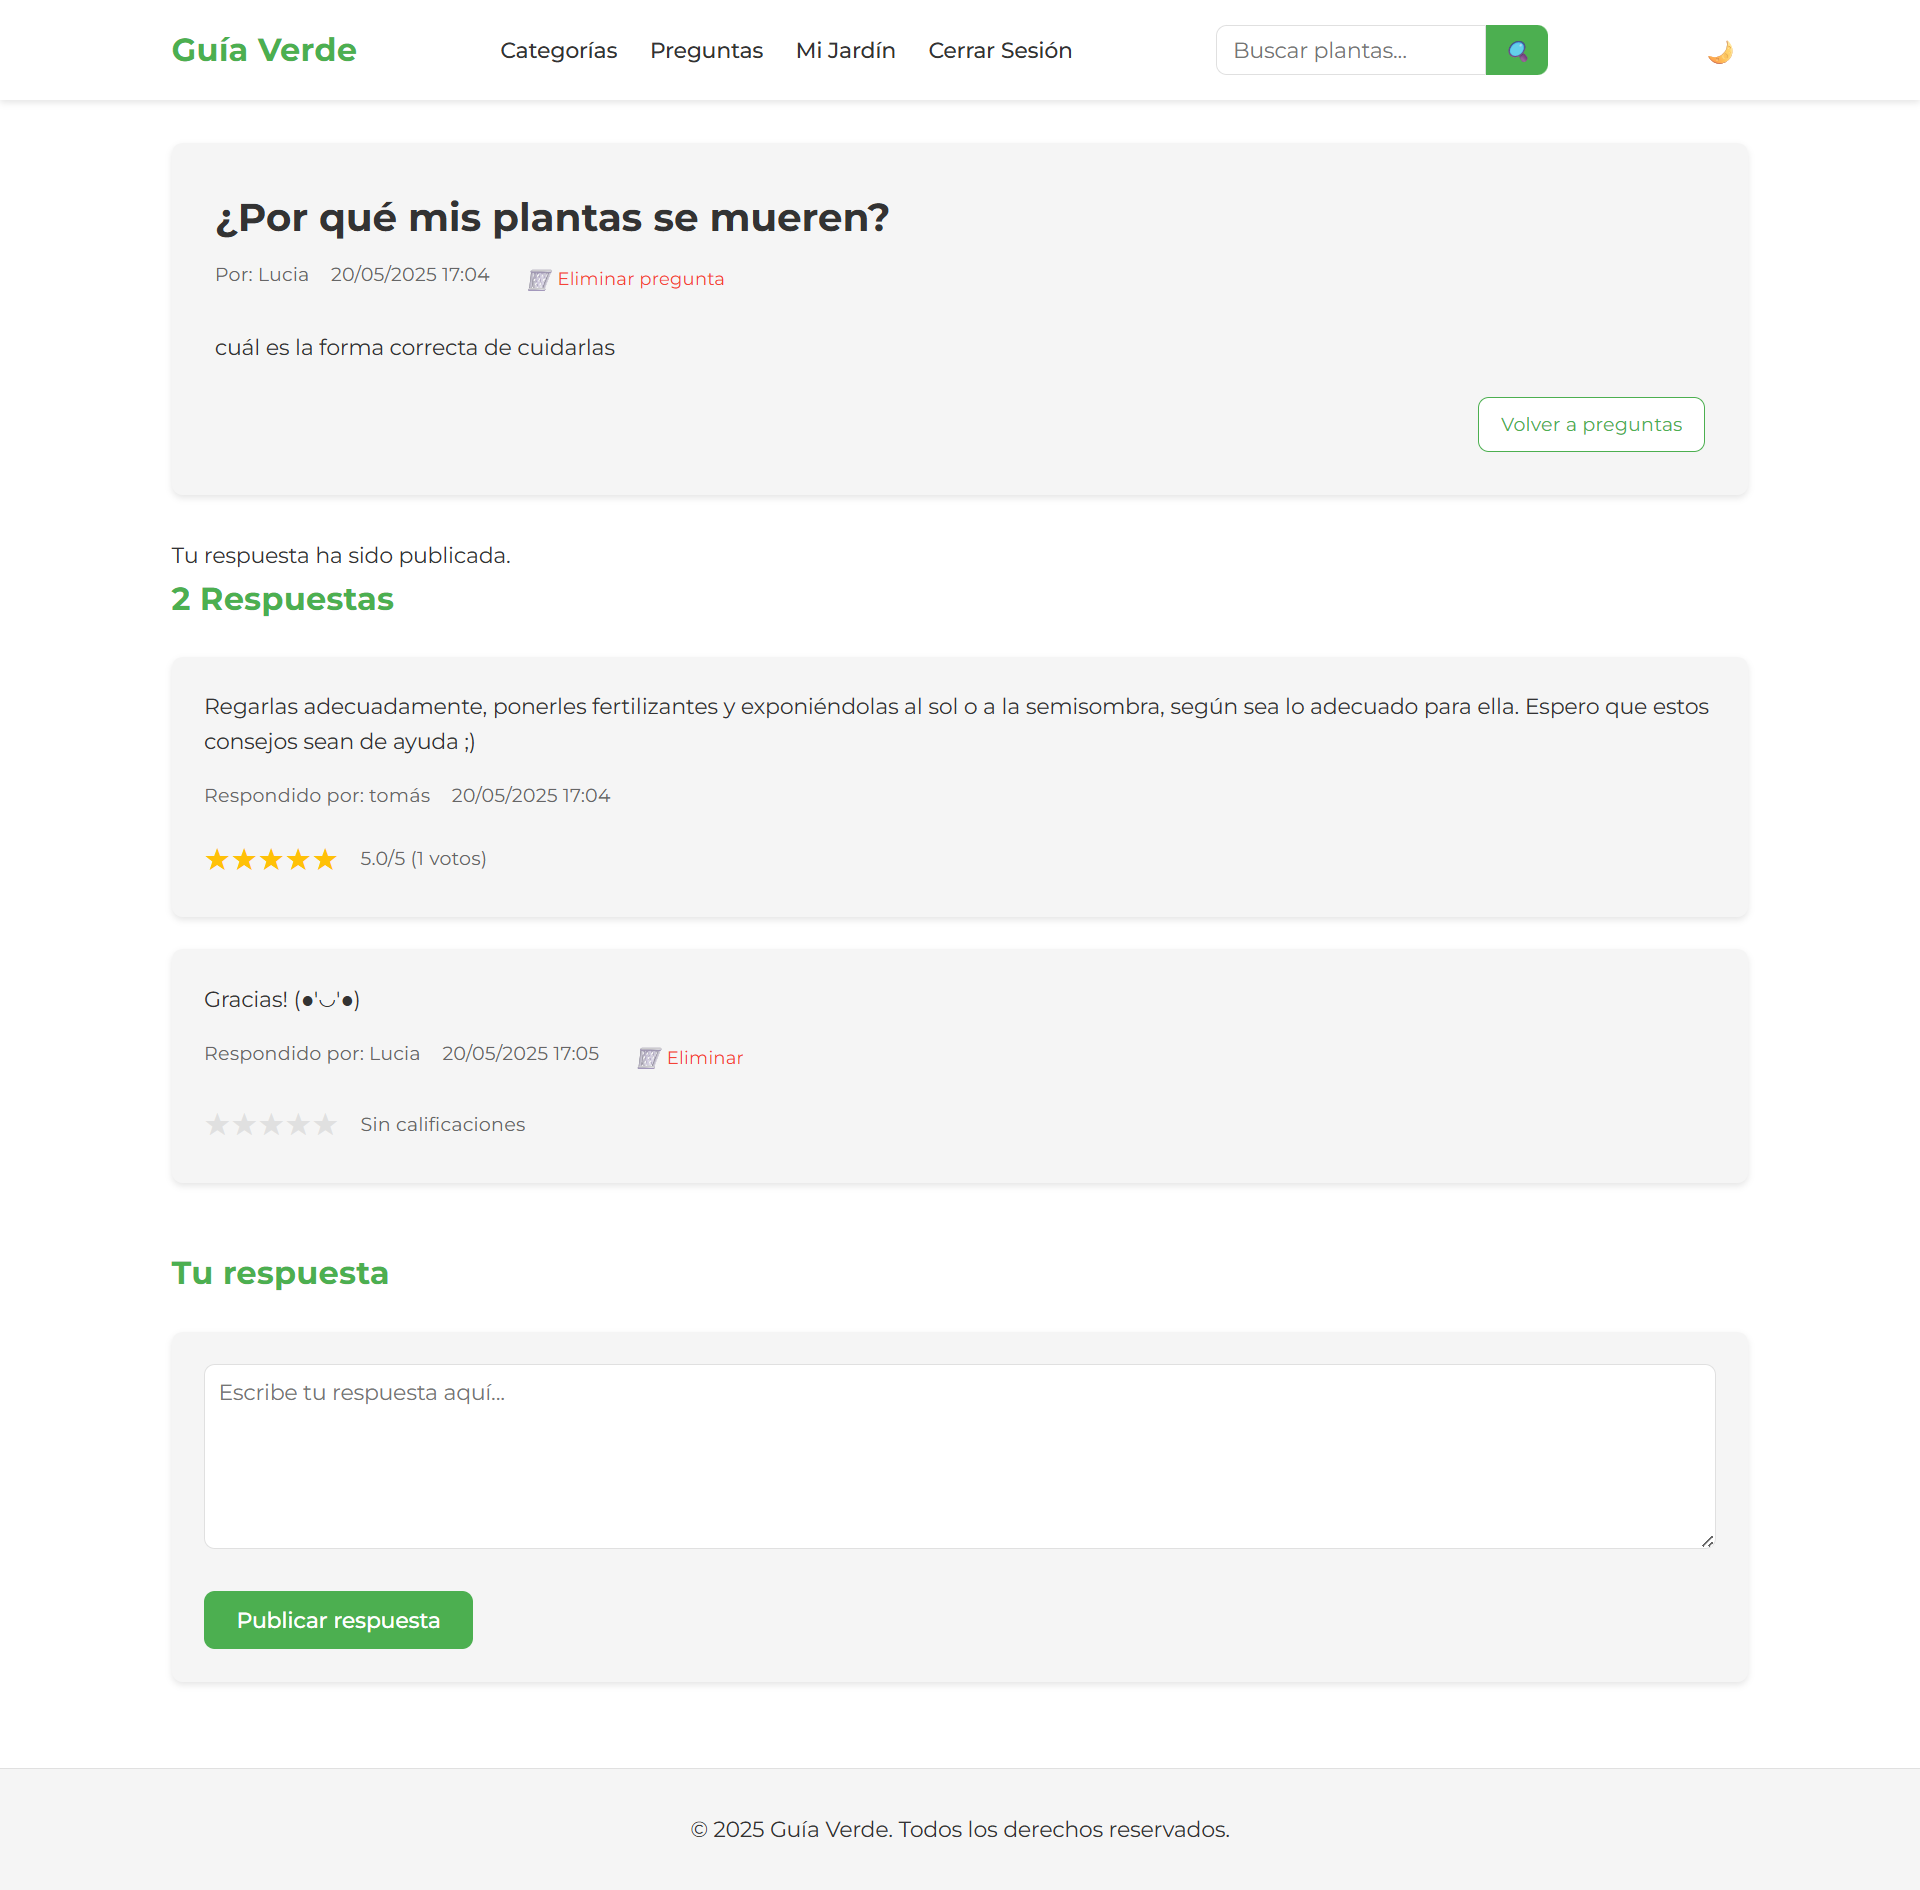 Guía Verde
Categorías
Preguntas
Mi Jardín
Cerrar Sesión
Buscar plantas...
¿Por qué mis plantas se mueren?
Por: Lucia 20/05/2025 17:04 Eliminar pregunta
cuál es la forma correcta de cuidarlas
Volver a preguntas
Tu respuesta ha sido publicada.
2 Respuestas
Regarlas adecuadamente, ponerles fertilizantes y exponiéndolas al sol o a la semisombra, según sea lo adecuado para ella. Espero que estos
consejos sean de ayuda ;)
Respondido por: tomás 20/05/2025 17:04
★★★★★ 5.0/5 (1 votos)
Gracias! (●'◡'●)
Respondido por: Lucia 20/05/2025 17:05 Eliminar
★★★★★ Sin calificaciones
Tu respuesta
Escribe tu respuesta aquí...
Publicar respuesta
© 2025 Guía Verde. Todos los derechos reservados.